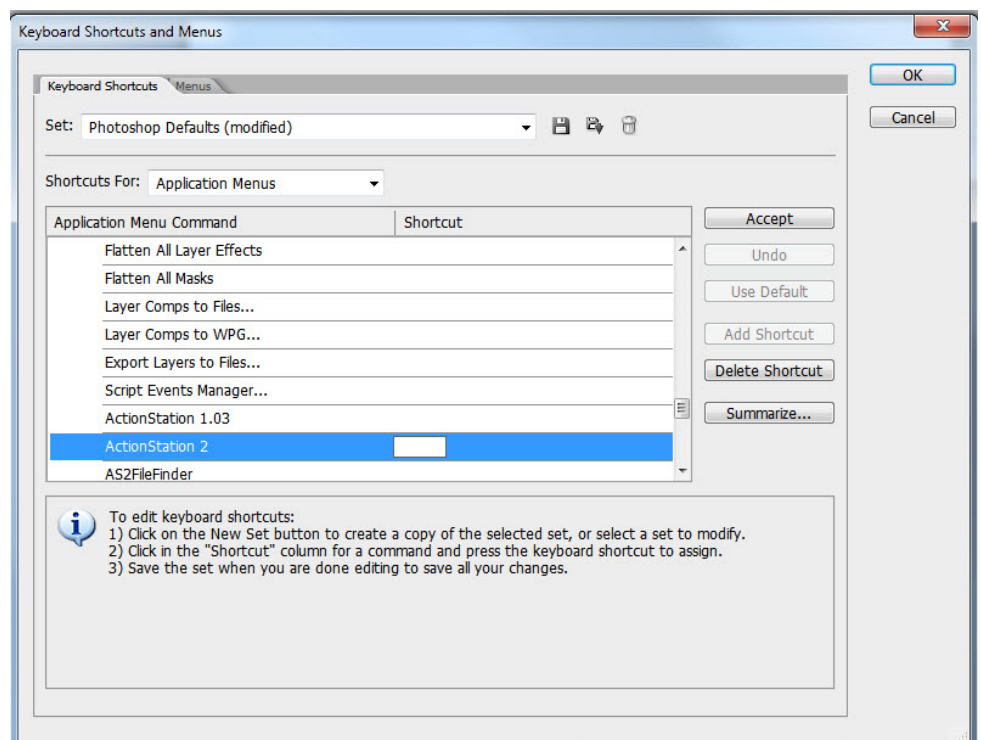 Keyboard Shortcuts and Menus
Keyboard Shortcuts Menus
OK
Set: Photoshop Defaults (modified)
Cancel
Shortcuts For: Application Menus
Application Menu Command Shortcut
Accept
Flatten All Layer Effects
Undo
Flatten All Masks
Use Default
Layer Comps to Files...
Layer Comps to WPG...
Add Shortcut
Export Layers to Files...
Delete Shortcut
Script Events Manager...
ActionStation 1.03
Summarize...
ActionStation 2
AS2FileFinder
To edit keyboard shortcuts:
1) Click on the New Set button to create a copy of the selected set, or select a set to modify.
2) Click in the "Shortcut" column for a command and press the keyboard shortcut to assign.
3) Save the set when you are done editing to save all your changes.